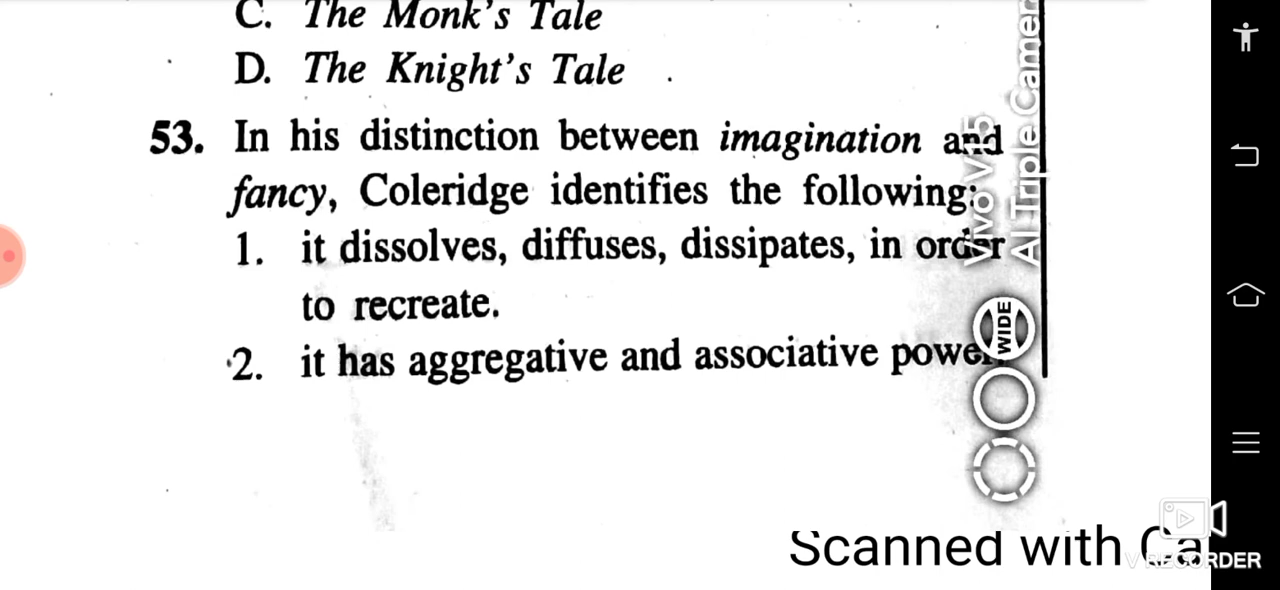 C. The Monk's Tale
D. The Knight's Tale
53. In his distinction between imagination and
fancy, Coleridge identifies the following:
1. it dissolves, diffuses, dissipates, in order
to recreate.
2. it has aggregative and associative power
Vivo V15
AI Triple Camer
WIDE
Scanned with Ca
V RECORDER